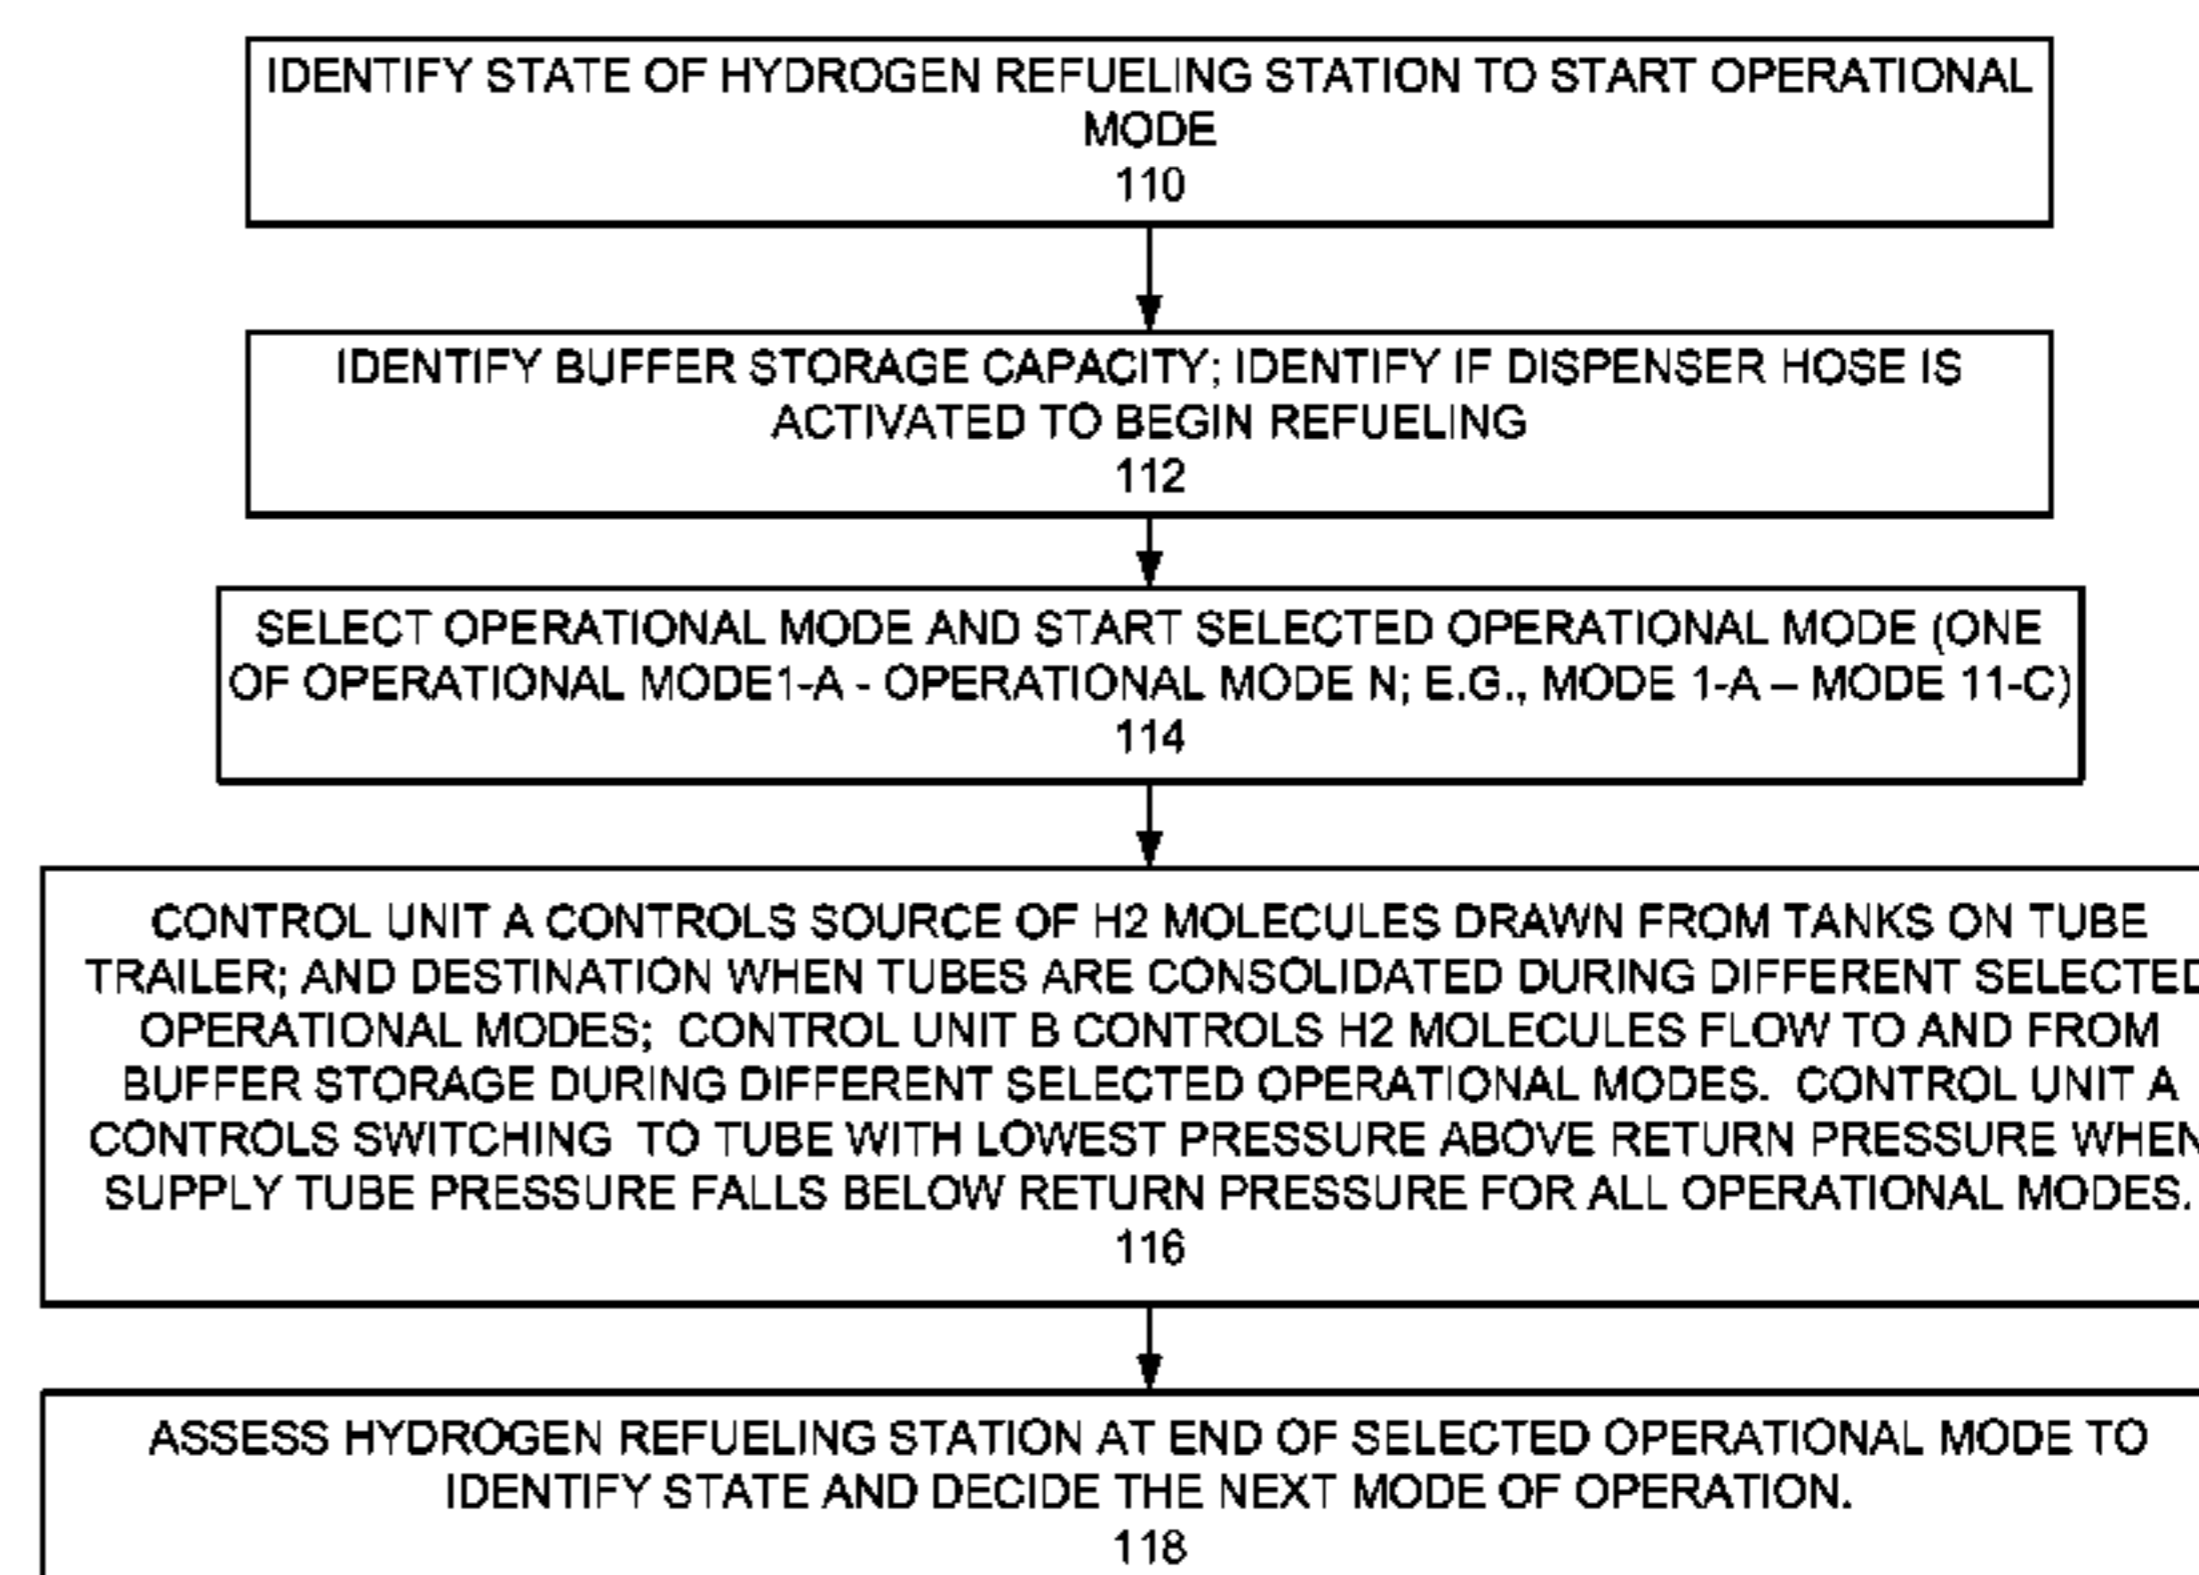 IDENTIFY STATE OF HYDROGEN REFUELING STATION TO START OPERATIONAL
MODE
110
IDENTIFY BUFFER STORAGE CAPACITY; IDENTIFY IF DISPENSER HOSE IS
ACTIVATED TO BEGIN REFUELING
112
SELECT OPERATIONAL MODE AND START SELECTED OPERATIONAL MODE (ONE
OF OPERATIONAL MODE1-A - OPERATIONAL MODE N; E.G., MODE 1-A – MODE 11-C)
114
CONTROL UNIT A CONTROLS SOURCE OF H2 MOLECULES DRAWN FROM TANKS ON TUBE
TRAILER; AND DESTINATION WHEN TUBES ARE CONSOLIDATED DURING DIFFERENT SELECTED
OPERATIONAL MODES; CONTROL UNIT B CONTROLS H2 MOLECULES FLOW TO AND FROM
BUFFER STORAGE DURING DIFFERENT SELECTED OPERATIONAL MODES. CONTROL UNIT A
CONTROLS SWITCHING TO TUBE WITH LOWEST PRESSURE ABOVE RETURN PRESSURE WHEN
SUPPLY TUBE PRESSURE FALLS BELOW RETURN PRESSURE FOR ALL OPERATIONAL MODES.
116
ASSESS HYDROGEN REFUELING STATION AT END OF SELECTED OPERATIONAL MODE TO
IDENTIFY STATE AND DECIDE THE NEXT MODE OF OPERATION.
118